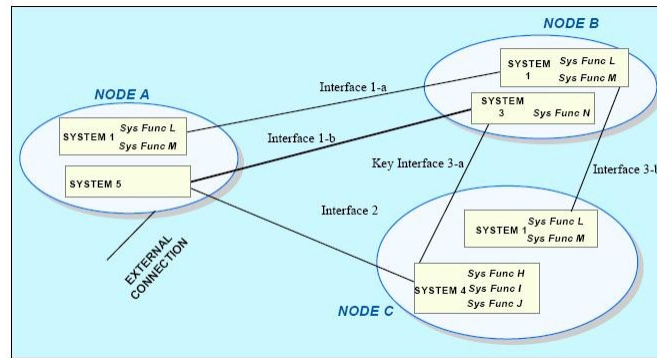 NODE B
SYSTEM 1 Sys Func L
Sys Func M
SYSTEM 3 Sys Func N
NODE A
Interface 1-a
SYSTEM 1 Sys Func L
Sys Func M
Interface 1-b
SYSTEM 5
Key Interface 3-a
Interface 3-b
Interface 2
EXTERNAL
CONNECTION
SYSTEM 1 Sys Func L
Sys Func M
Sys Func H
SYSTEM 4 Sys Func I
Sys Func J
NODE C